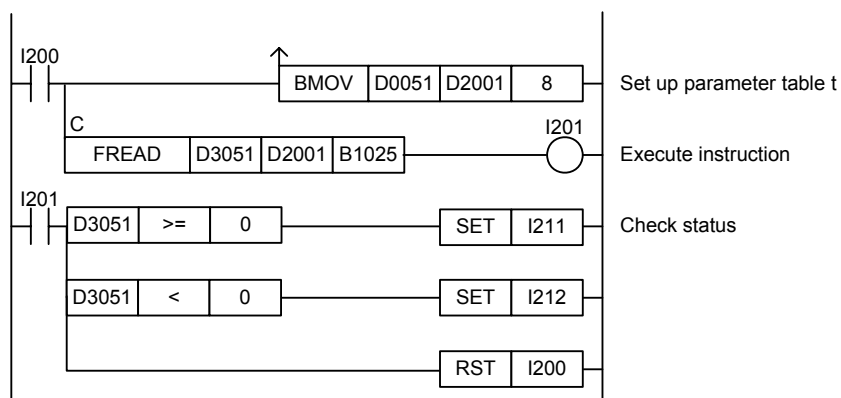 I200
BMOV D0051 D2001 8 Set up parameter table t
C
I201
FREAD D3051 D2001 B1025 Execute instruction
I201
D3051 >= 0 SET I211 Check status
D3051 < 0 SET I212
RST I200